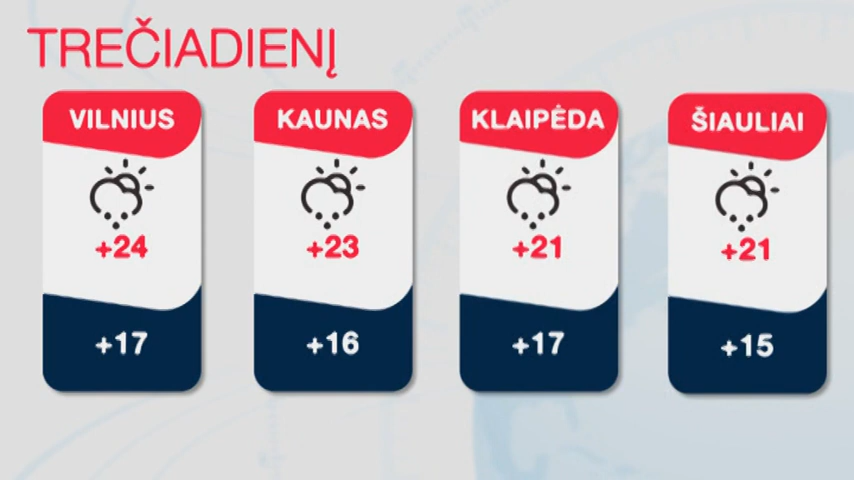 TREČIADIENĮ
VILNIUS
+24
+17
KAUNAS
+23
+16
KLAIPĖDA
+21
+17
ŠIAULIAI
+21
+15